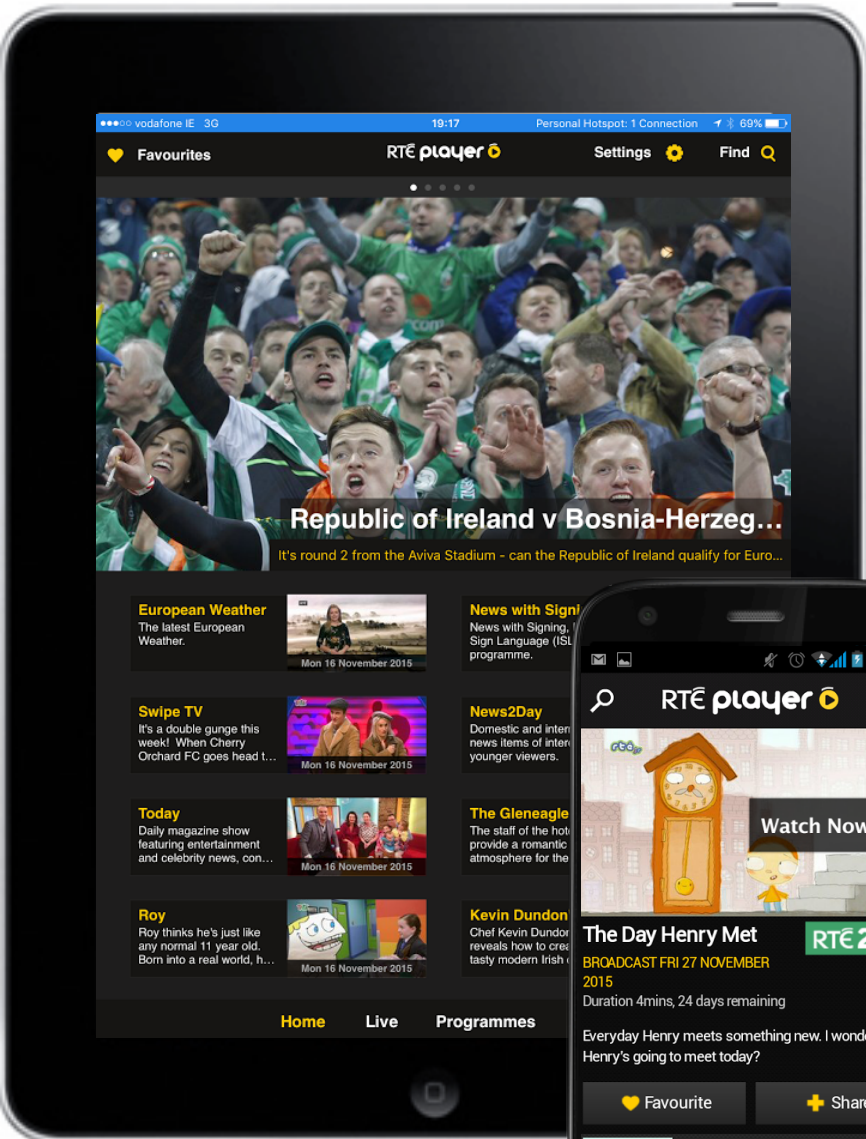 vodafone IE 3G 19:17 Personal Hotspot: 1 Connection 69%
Favourites RTÉ player Settings Find
Republic of Ireland v Bosnia-Herzeg...
It's round 2 from the Aviva Stadium - can the Republic of Ireland qualify for Euro...
European Weather
The latest European
Weather.
Mon 16 November 2015
News with Signi
News with Signing,
Sign Language (ISL
programme.
Swipe TV
It's a double gunge this
week! When Cherry
Orchard FC goes head t...
Mon 16 November 2015
News2Day
Domestic and intern
news items of inter
younger viewers.
Today
Daily magazine show
featuring entertainment
and celebrity news, con...
Mon 16 November 2015
The Gleneagle
The staff of the hot
provide a romantic
atmosphere for the
Roy
Roy thinks he's just like
any normal 11 year old.
Born into a real world, h...
Mon 16 November 2015
Kevin Dundon
Chef Kevin Dundon
reveals how to crea
tasty modern Irish
Home Live Programmes
RTÉ player
Watch Now
The Day Henry Met
RTÉ 2
BROADCAST FRI 27 NOVEMBER
2015
Duration 4mins, 24 days remaining
Everyday Henry meets something new. I wonde
Henry's going to meet today?
Favourite Share